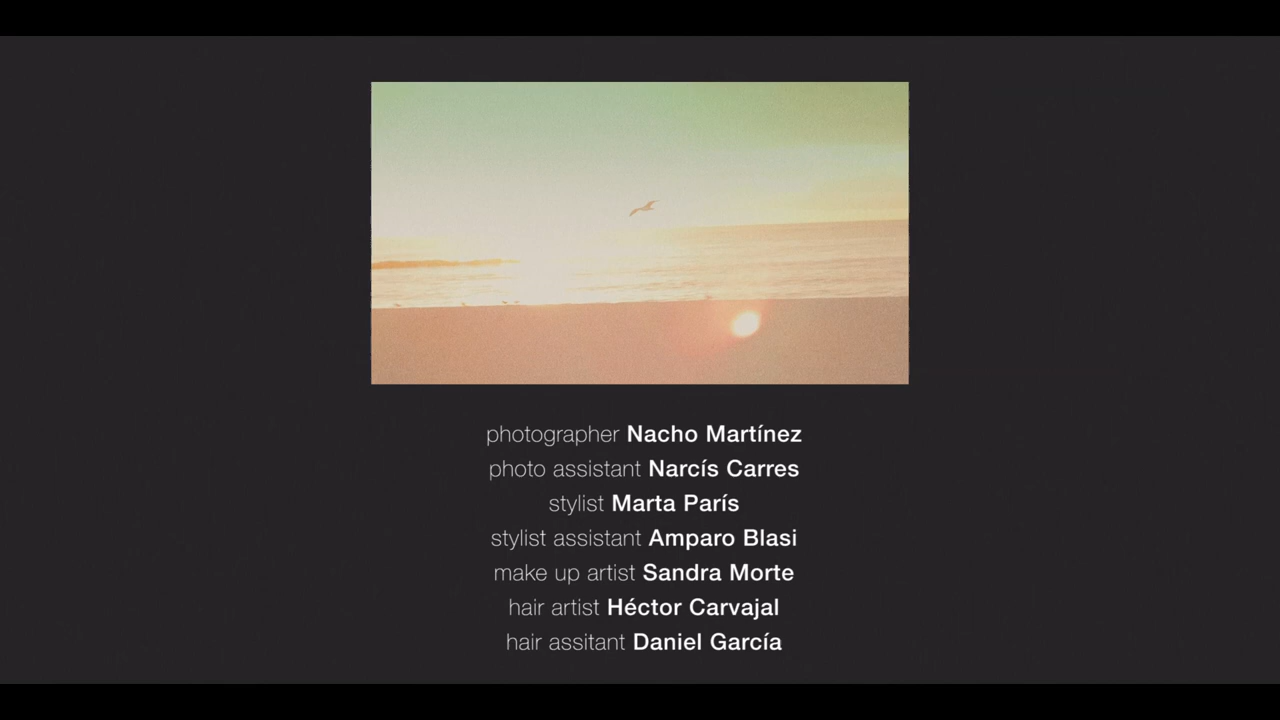 photographer Nacho Martínez
photo assistant Narcís Carres
stylist Marta París
stylist assistant Amparo Blasi
make up artist Sandra Morte
hair artist Héctor Carvajal
hair assitant Daniel García